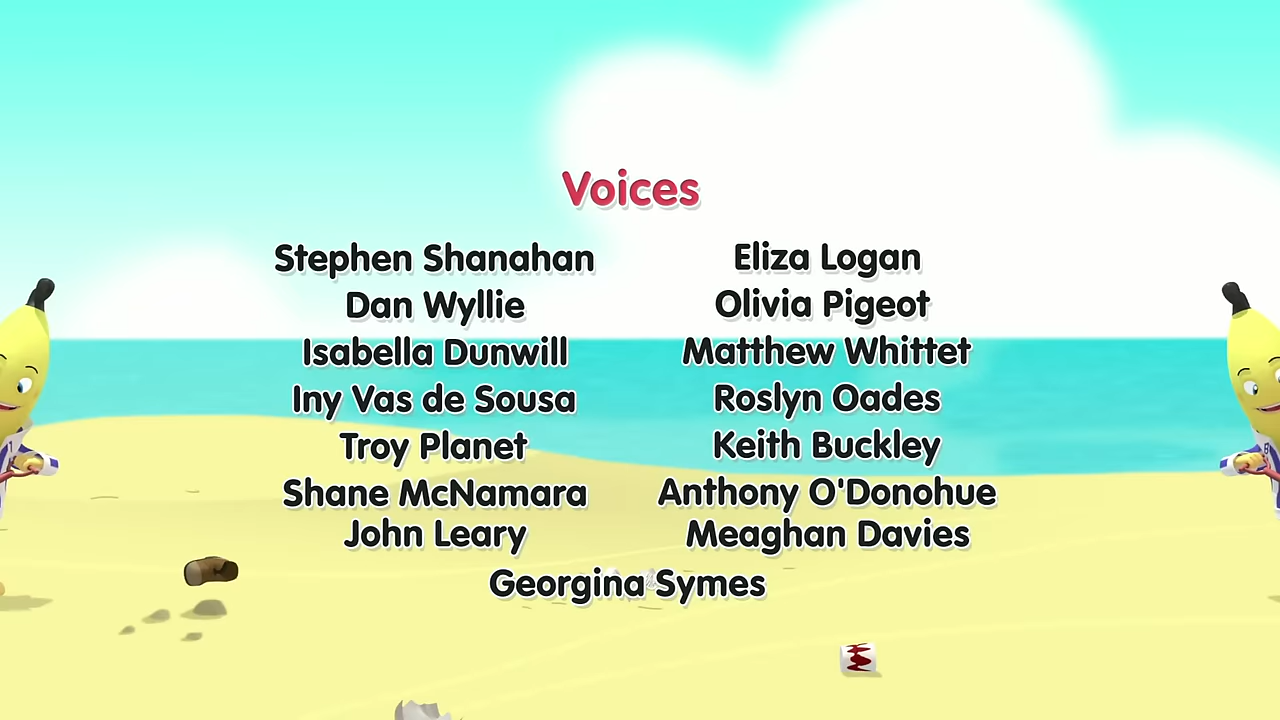 Voices
Stephen Shanahan Eliza Logan
Dan Wyllie Olivia Pigeot
Isabella Dunwill Matthew Whittet
Iny Vas de Sousa Roslyn Oades
Troy Planet Keith Buckley
Shane McNamara Anthony O'Donohue
John Leary Meaghan Davies
Georgina Symes